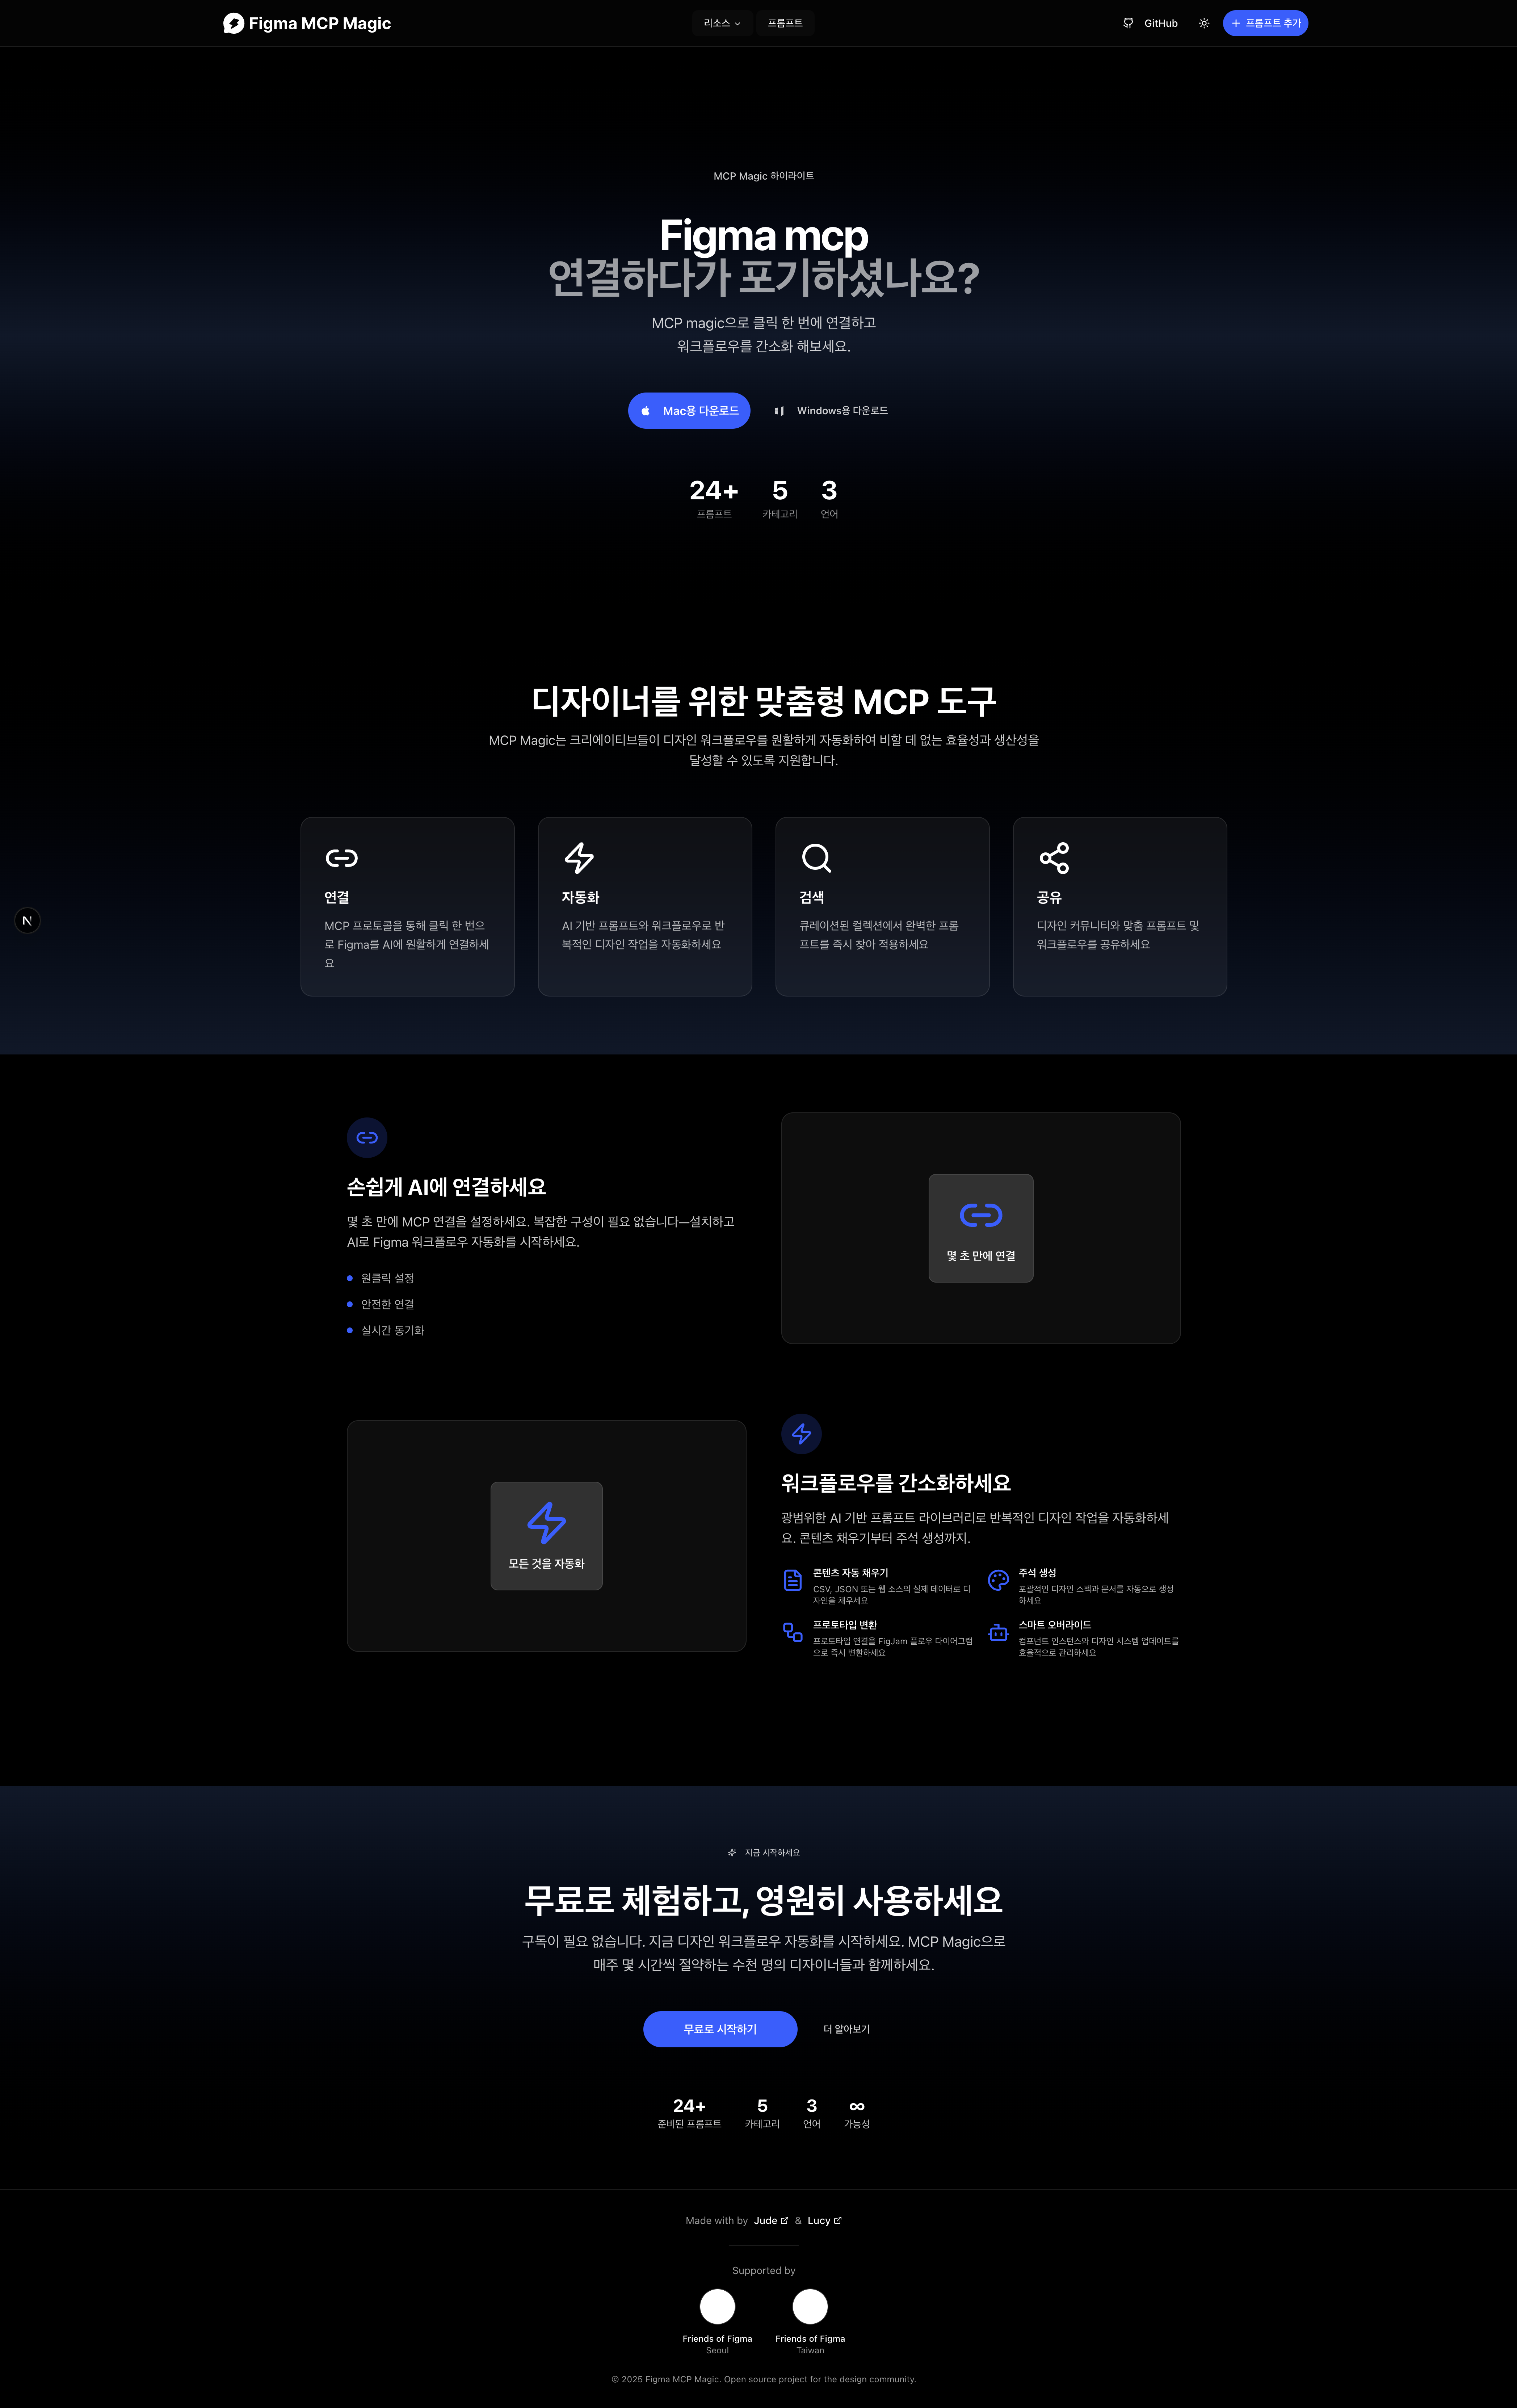 Figma MCP Magic
리소스
프롬프트
GitHub
프롬프트 추가
MCP Magic 하이라이트
Figma mcp
연결하다가 포기하셨나요?
MCP magic으로 클릭 한 번에 연결하고
워크플로우를 간소화 해보세요.
Mac용 다운로드
Windows용 다운로드
24+
프롬프트
5
카테고리
3
언어
디자이너를 위한 맞춤형 MCP 도구
MCP Magic는 크리에이티브들이 디자인 워크플로우를 원활하게 자동화하여 비할 데 없는 효율성과 생산성을
달성할 수 있도록 지원합니다.
연결
MCP 프로토콜을 통해 클릭 한 번으
로 Figma를 AI에 원활하게 연결하세
요
자동화
AI 기반 프롬프트와 워크플로우로 반
복적인 디자인 작업을 자동화하세요
검색
큐레이션된 컬렉션에서 완벽한 프롬
프트를 즉시 찾아 적용하세요
공유
디자인 커뮤니티와 맞춤 프롬프트 및
워크플로우를 공유하세요
N
손쉽게 AI에 연결하세요
몇 초 만에 MCP 연결을 설정하세요. 복잡한 구성이 필요 없습니다—설치하고
AI로 Figma 워크플로우 자동화를 시작하세요.
원클릭 설정
안전한 연결
실시간 동기화
몇 초 만에 연결
모든 것을 자동화
워크플로우를 간소화하세요
광범위한 AI 기반 프롬프트 라이브러리로 반복적인 디자인 작업을 자동화하세
요. 콘텐츠 채우기부터 주석 생성까지.
콘텐츠 자동 채우기
CSV, JSON 또는 웹 소스의 실제 데이터로 디
자인을 채우세요
주석 생성
포괄적인 디자인 스펙과 문서를 자동으로 생성
하세요
프로토타입 변환
프로토타입 연결을 FigJam 플로우 다이어그램
으로 즉시 변환하세요
스마트 오버라이드
컴포넌트 인스턴스와 디자인 시스템 업데이트를
효율적으로 관리하세요
지금 시작하세요
무료로 체험하고, 영원히 사용하세요
구독이 필요 없습니다. 지금 디자인 워크플로우 자동화를 시작하세요. MCP Magic으로
매주 몇 시간씩 절약하는 수천 명의 디자이너들과 함께하세요.
무료로 시작하기
더 알아보기
24+
준비된 프롬프트
5
카테고리
3
언어
∞
가능성
Made with by Jude & Lucy
Supported by
Friends of Figma
Seoul
Friends of Figma
Taiwan
© 2025 Figma MCP Magic. Open source project for the design community.